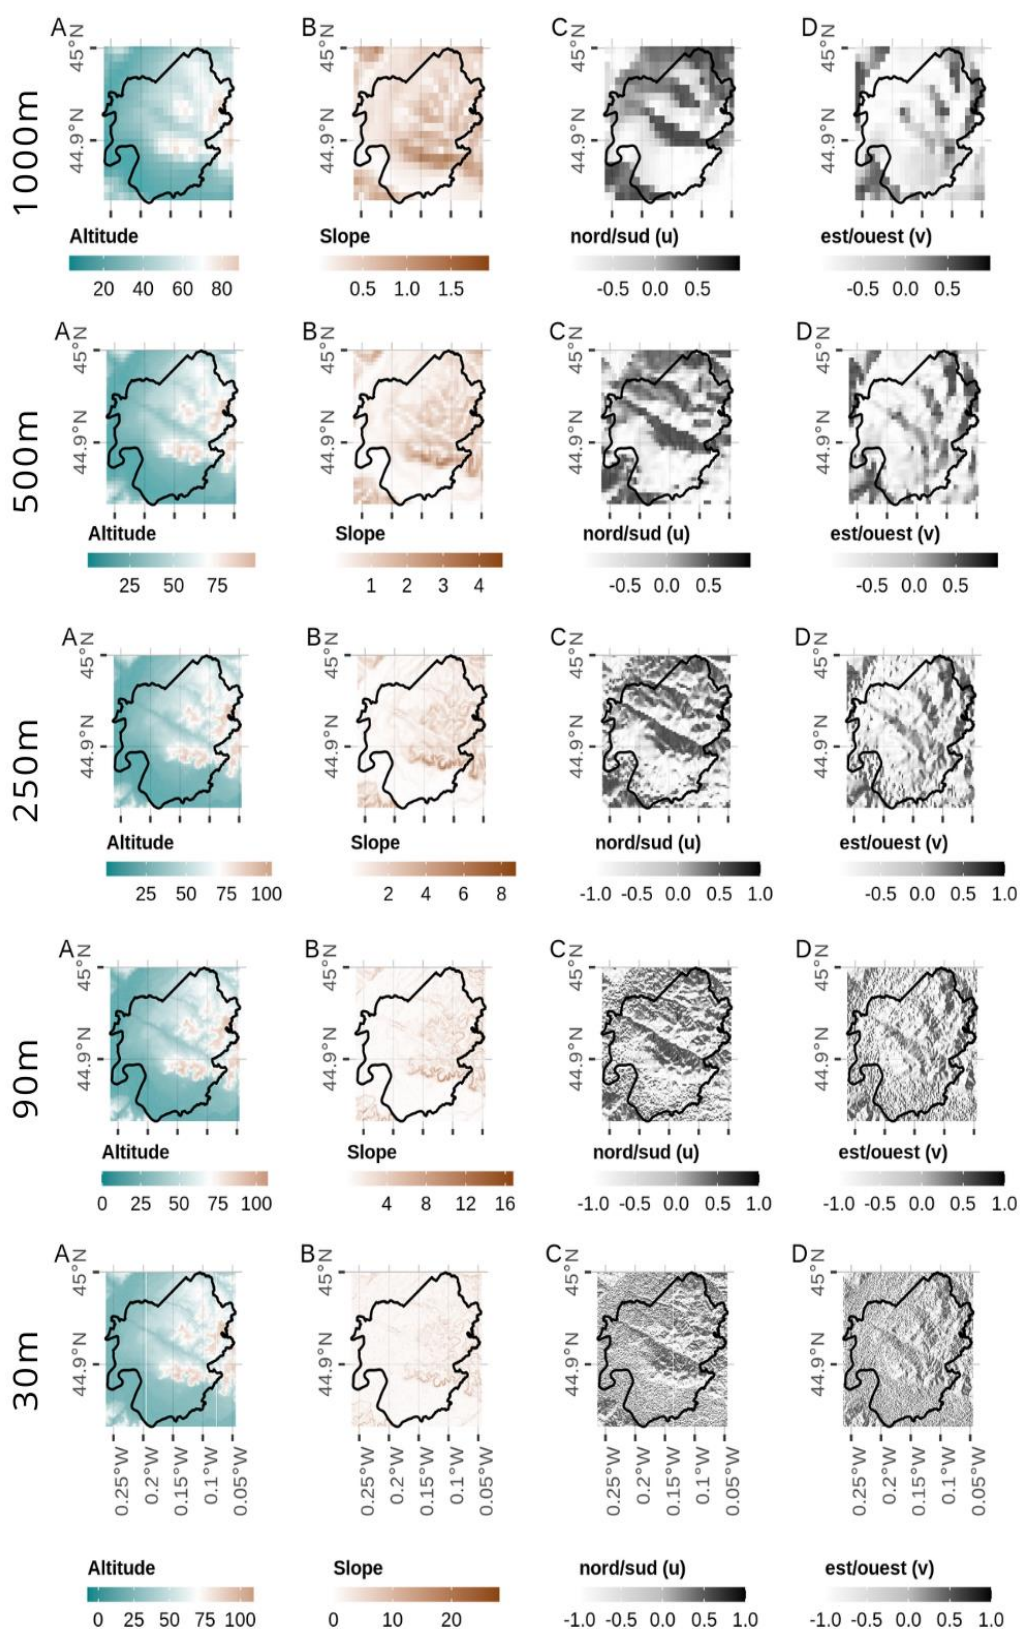 A B C D
1000m
45°N 45°N 45°N 45°N
44.9°N 44.9°N 44.9°N 44.9°N
Altitude Slope nord/sud (u) est/ouest (v)
20 40 60 80 0.5 1.0 1.5 -0.5 0.0 0.5 -0.5 0.0 0.5
A B C D
500m
45°N 45°N 45°N 45°N
44.9°N 44.9°N 44.9°N 44.9°N
Altitude Slope nord/sud (u) est/ouest (v)
25 50 75 1 2 3 4 -0.5 0.0 0.5 -0.5 0.0 0.5
A B C D
250m
45°N 45°N 45°N 45°N
44.9°N 44.9°N 44.9°N 44.9°N
Altitude Slope nord/sud (u) est/ouest (v)
25 50 75 100 2 4 6 8 -1.0 -0.5 0.0 0.5 1.0 -0.5 0.0 0.5 1.0
A B C D
90m
45°N 45°N 45°N 45°N
44.9°N 44.9°N 44.9°N 44.9°N
Altitude Slope nord/sud (u) est/ouest (v)
0 25 50 75 100 4 8 12 16 -1.0 -0.5 0.0 0.5 1.0 -1.0 -0.5 0.0 0.5 1.0
A B C D
30m
45°N 45°N 45°N 45°N
44.9°N 44.9°N 44.9°N 44.9°N
0.25°W 0.2°W 0.15°W 0.1°W 0.05°W 0.25°W 0.2°W 0.15°W 0.1°W 0.05°W 0.25°W 0.2°W 0.15°W 0.1°W 0.05°W 0.25°W 0.2°W 0.15°W 0.1°W 0.05°W
Altitude Slope nord/sud (u) est/ouest (v)
0 25 50 75 100 0 10 20 -1.0 -0.5 0.0 0.5 1.0 -1.0 -0.5 0.0 0.5 1.0